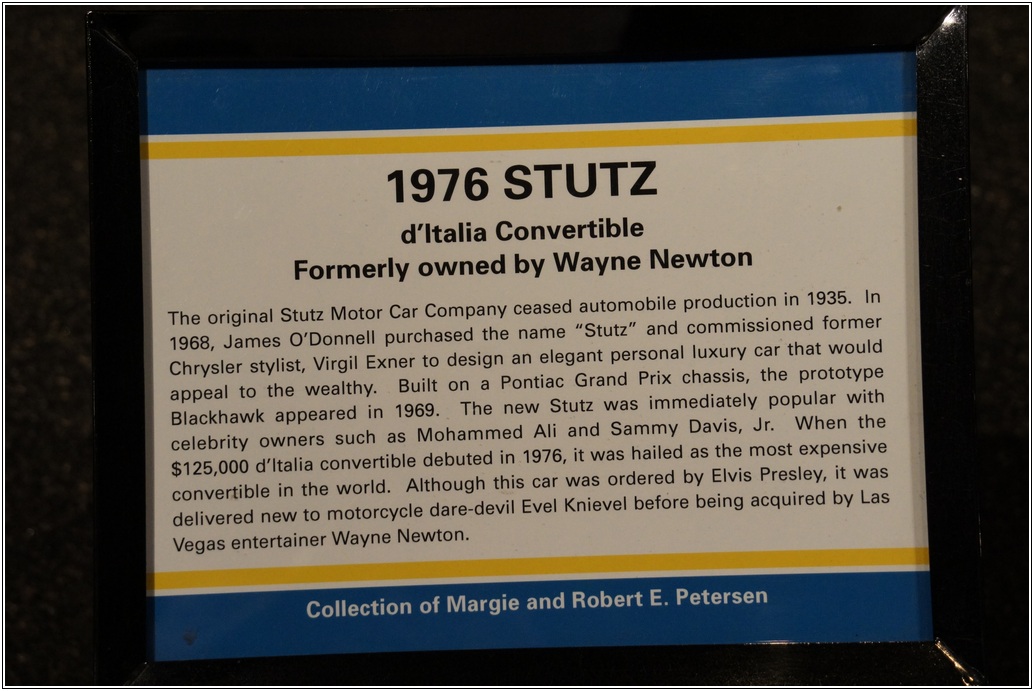 1976 STUTZ
d'Italia Convertible
Formerly owned by Wayne Newton
The original Stutz Motor Car Company ceased automobile production in 1935. In
1968, James O'Donnell purchased the name "Stutz" and commissioned former
Chrysler stylist, Virgil Exner to design an elegant personal luxury car that would
appeal to the wealthy. Built on a Pontiac Grand Prix chassis, the prototype
Blackhawk appeared in 1969. The new Stutz was immediately popular with
celebrity owners such as Mohammed Ali and Sammy Davis, Jr. When the
$125,000 d'Italia convertible debuted in 1976, it was hailed as the most expensive
convertible in the world. Although this car was ordered by Elvis Presley, it was
delivered new to motorcycle dare-devil Evel Knievel before being acquired by Las
Vegas entertainer Wayne Newton.
Collection of Margie and Robert E. Petersen